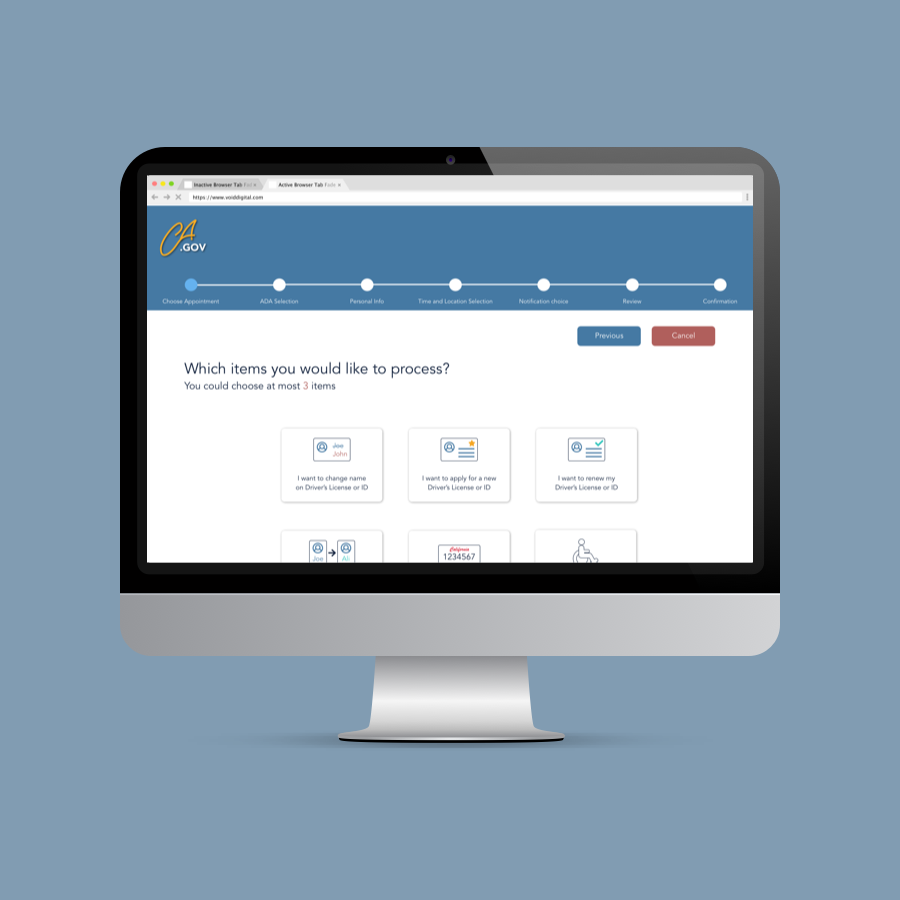 Inactive Browser Tab
Active Browser Tab
https://www.voiddigital.com
CA
.GOV
Choose Appointment
ADA Selection
Personal Info
Time and Location Selection
Notification choice
Review
Confirmation
Previous
Cancel
Which items you would like to process?
You could choose at most 3 items
Joe
John
I want to change name
on Driver's License or ID
I want to apply for a new
Driver's License or ID
I want to renew my
Driver's License or ID
Joe
Ali
California
1234567